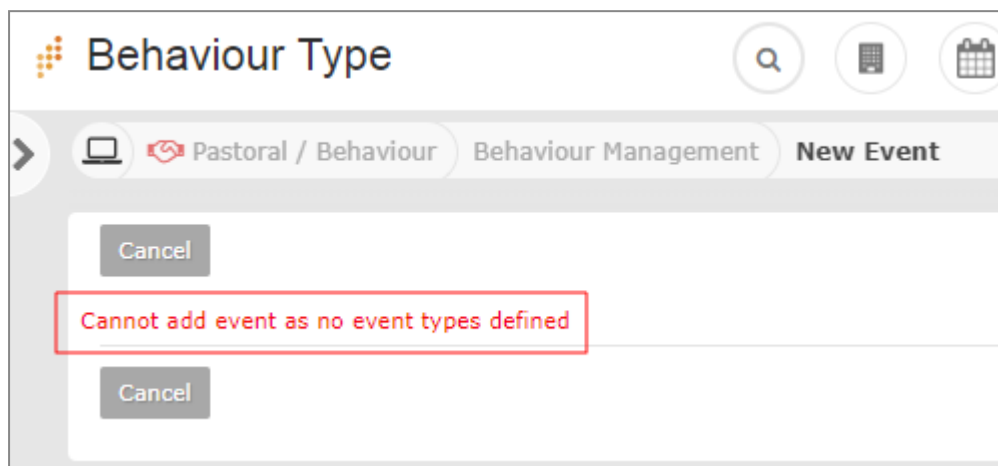 Behaviour Type
Pastoral / Behaviour Behaviour Management New Event
Cancel
Cannot add event as no event types defined
Cancel